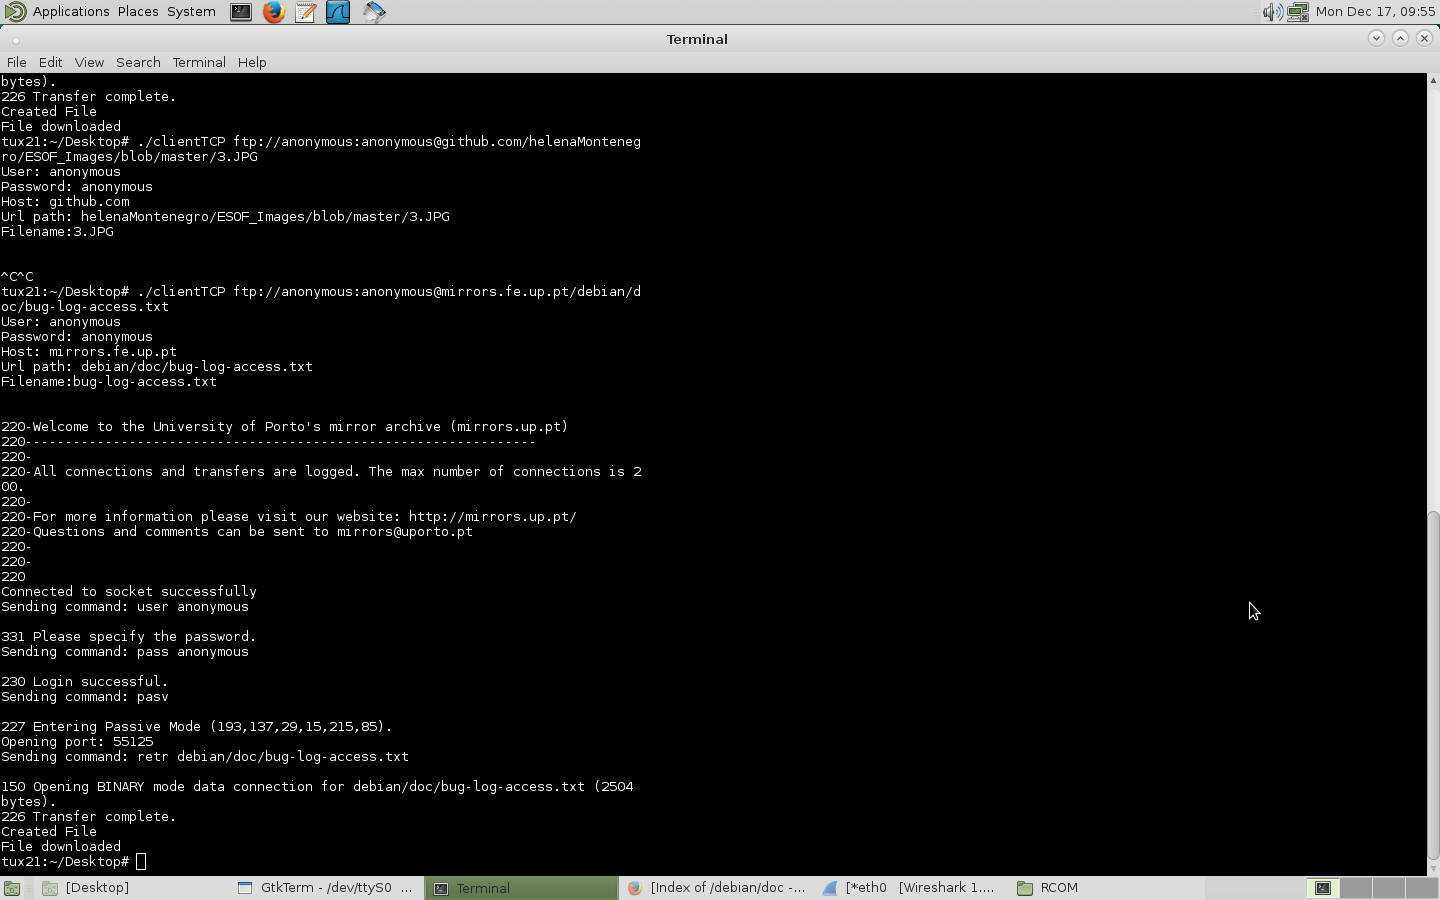 Applications Places System
Mon Dec 17, 09:55
Terminal
File Edit View Search Terminal Help
bytes).
226 Transfer complete.
Created File
File downloaded
tux21:~/Desktop# ./clientTCP ftp://anonymous:anonymous@github.com/helenaMonteneg
ro/ESOF_Images/blob/master/3.JPG
User: anonymous
Password: anonymous
Host: github.com
Url path: helenaMontenegro/ESOF_Images/blob/master/3.JPG
Filename:3.JPG
^C^C
tux21:~/Desktop# ./clientTCP ftp://anonymous:anonymous@mirrors.fe.up.pt/debian/d
oc/bug-log-access.txt
User: anonymous
Password: anonymous
Host: mirrors.fe.up.pt
Url path: debian/doc/bug-log-access.txt
Filename:bug-log-access.txt
220-Welcome to the University of Porto's mirror archive (mirrors.up.pt)
220---------------------------------------------------------------
220-
220-All connections and transfers are logged. The max number of connections is 2
00.
220-
220-For more information please visit our website: http://mirrors.up.pt/
220-Questions and comments can be sent to mirrors@uporto.pt
220-
220-
220
Connected to socket successfully
Sending command: user anonymous
331 Please specify the password.
Sending command: pass anonymous
230 Login successful.
Sending command: pasv
227 Entering Passive Mode (193,137,29,15,215,85).
Opening port: 55125
Sending command: retr debian/doc/bug-log-access.txt
150 Opening BINARY mode data connection for debian/doc/bug-log-access.txt (2504
bytes).
226 Transfer complete.
Created File
File downloaded
tux21:~/Desktop#
[Desktop] GtkTerm - /dev/ttyS0 ... Terminal [Index of /debian/doc -... [*eth0 [Wireshark 1.... RCOM